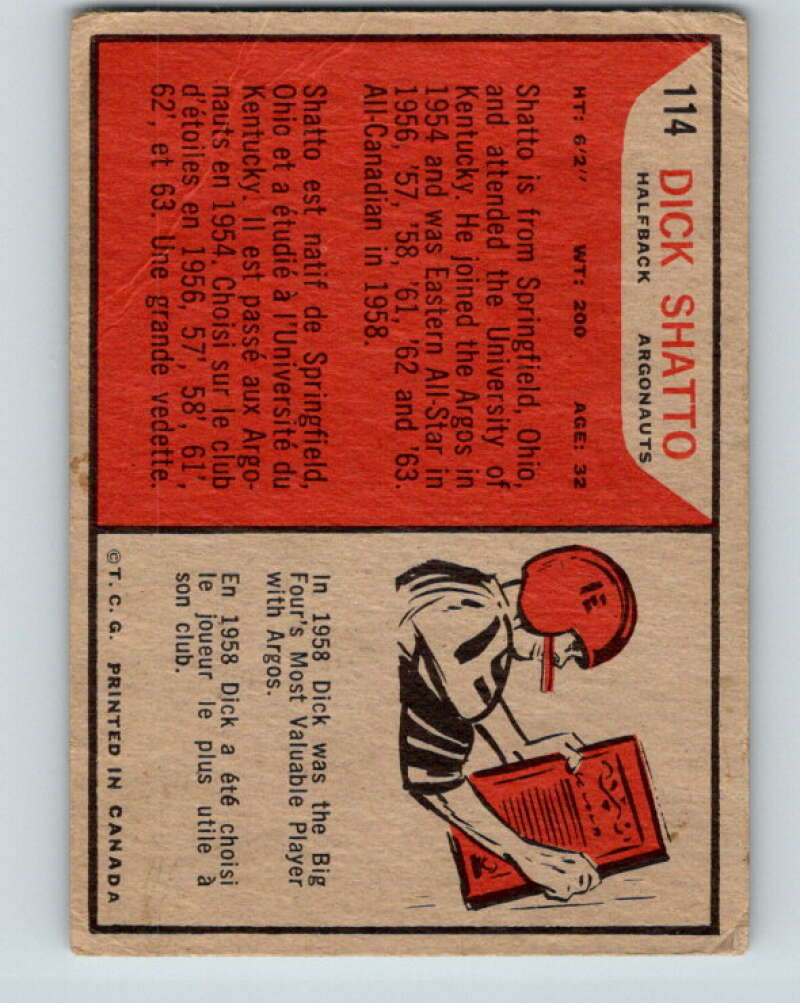 114 DICK SHATTO
HALFBACK ARGONAUTS
HT: 6'2" WT: 200 AGE: 32
Shatto is from Springfield, Ohio,
and attended the University of
Kentucky. He joined the Argos in
1954 and was Eastern All-Star in
1956, '57, '58, '61, '62 and '63.
All-Canadian in 1958.
Shatto est natif de Springfield,
Ohio et a étudié à l'Université du
Kentucky. Il est passé aux Argo-
nauts en 1954. Choisi sur le club
d'étoiles en 1956, 57', 58', 61',
62', et 63. Une grande vedette.
In 1958 Dick was the Big
Four's Most Valuable Player
with Argos.
En 1958 Dick a été choisi
le joueur le plus utile à
son club.
© T. C. G. PRINTED IN CANADA